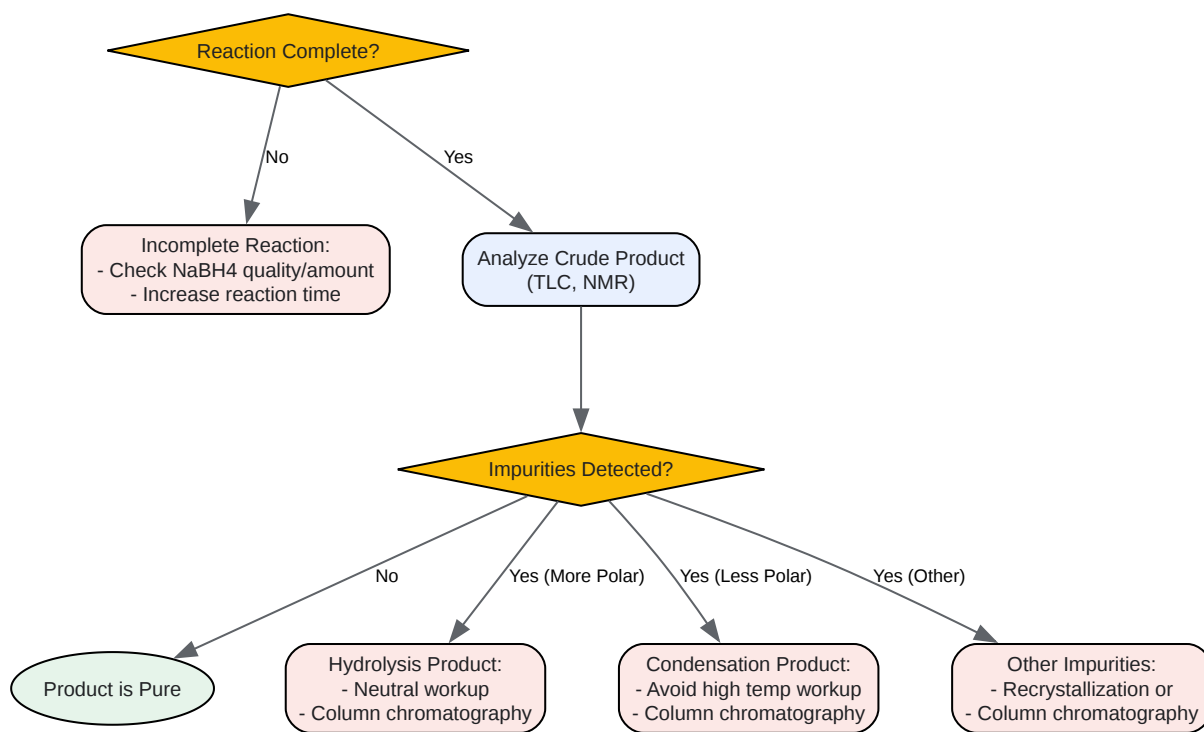 Reaction Complete?
No
Yes
Incomplete Reaction:
- Check NaBH4 quality/amount
- Increase reaction time
Analyze Crude Product
(TLC, NMR)
Impurities Detected?
No
Yes (More Polar)
Yes (Less Polar)
Yes (Other)
Product is Pure
Hydrolysis Product:
- Neutral workup
- Column chromatography
Condensation Product:
- Avoid high temp workup
- Column chromatography
Other Impurities:
- Recrystallization or
- Column chromatography